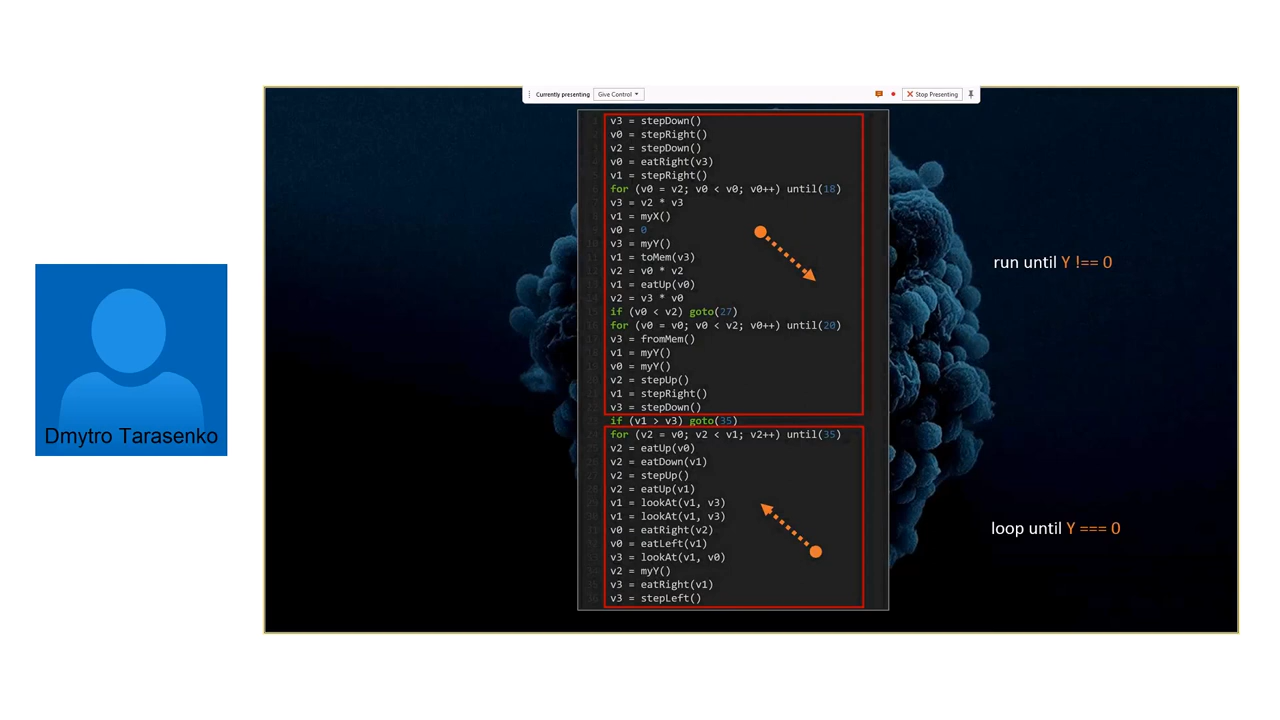 Currently presenting
Give Control
Stop Presenting
v3 = stepDown()
v0 = stepRight()
v2 = stepDown()
v0 = eatRight(v3)
v1 = stepRight()
for (v0 = v2; v0 < v0; v0++) until(18)
v3 = v2 * v3
v1 = myX()
v0 = 0
v3 = myY()
v1 = toMem(v3)
v2 = v0 * v2
v1 = eatUp(v0)
v2 = v3 * v0
if (v0 < v2) goto(27)
for (v0 = v0; v0 < v2; v0++) until(20)
v3 = fromMem()
v1 = myY()
v0 = myY()
v2 = stepUp()
v1 = stepRight()
v3 = stepDown()
if (v1 > v3) goto(35)
for (v2 = v0; v2 < v1; v2++) until(35)
v2 = eatUp(v0)
v2 = eatDown(v1)
v2 = stepUp()
v2 = eatUp(v1)
v1 = lookAt(v1, v3)
v1 = lookAt(v1, v3)
v0 = eatRight(v2)
v0 = eatLeft(v1)
v3 = lookAt(v1, v0)
v2 = myY()
v3 = eatRight(v1)
v3 = stepLeft()
run until Y !== 0
loop until Y === 0
Dmytro Tarasenko